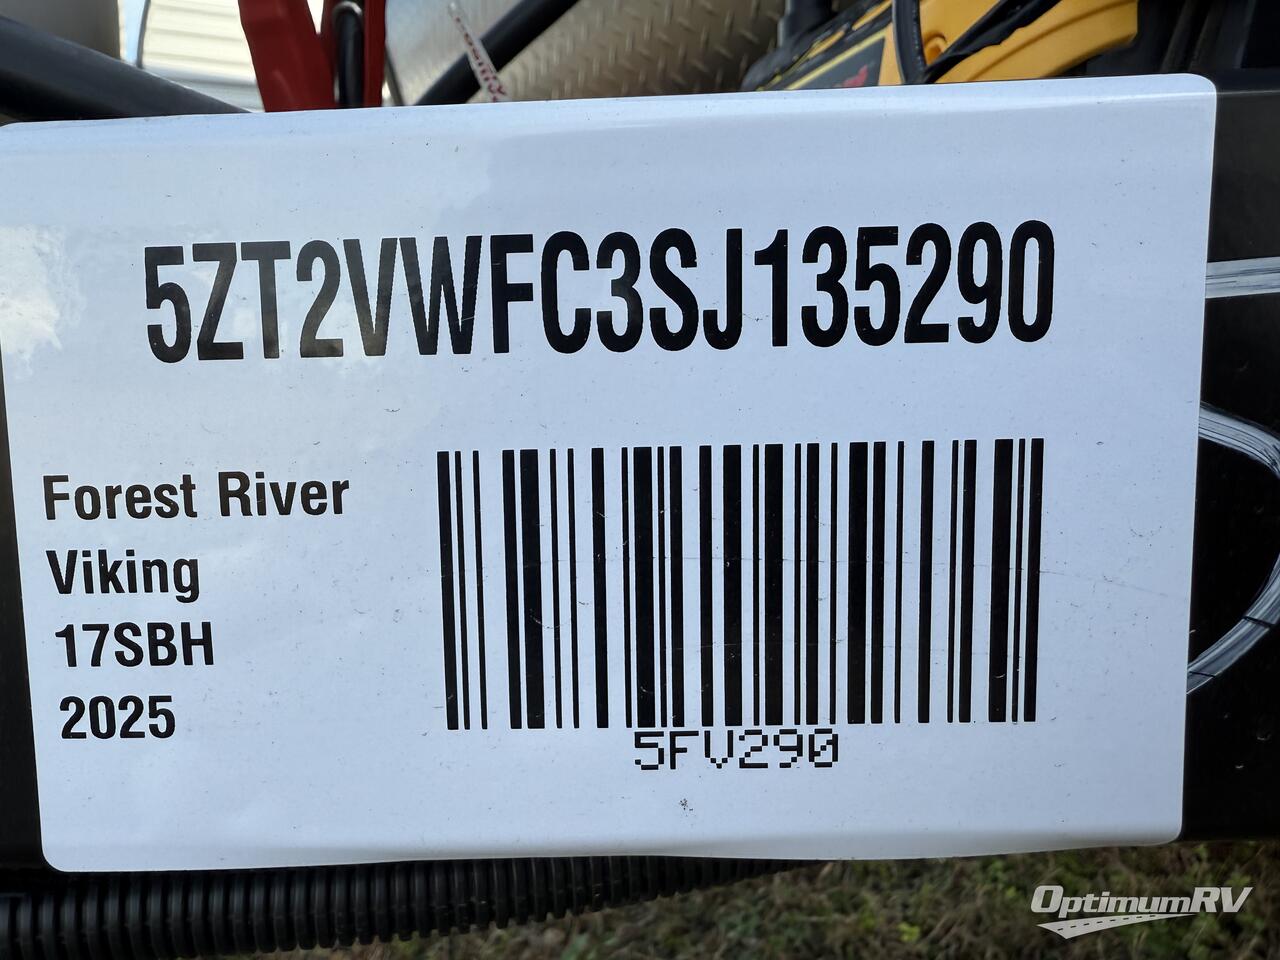 5ZT2VWFC3SJ135290
Forest River
Viking
17SBH
2025
5FV290
OptimumRV